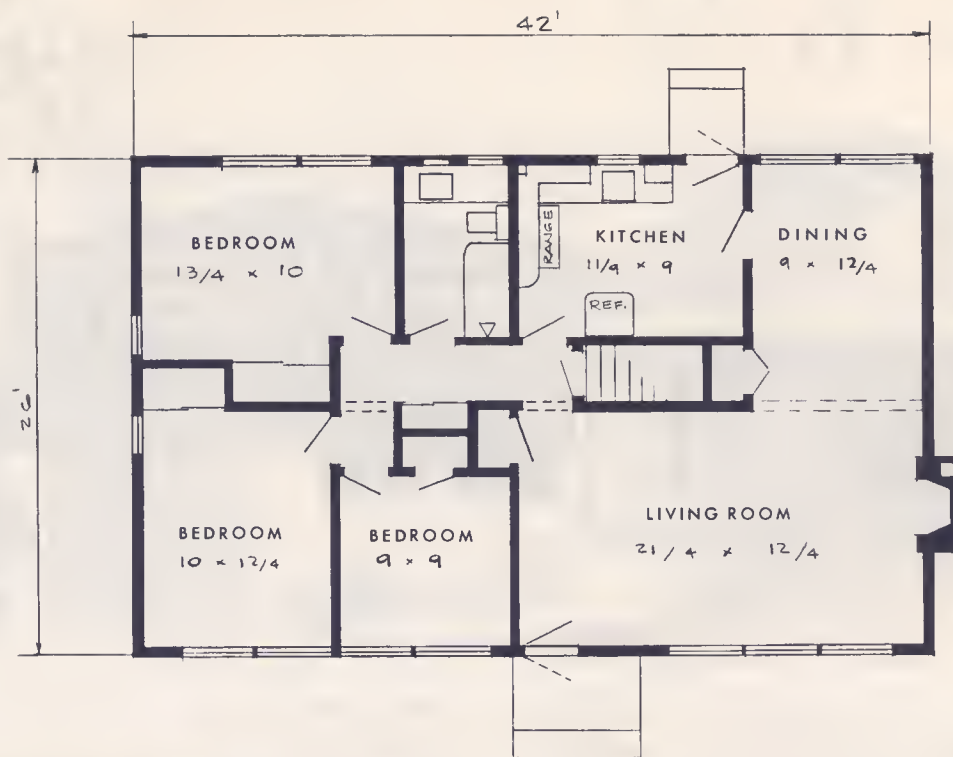 42'
26'
BEDROOM
13/4 x 10
RANGE
KITCHEN
11/9 x 9
REF.
DINING
9 x 12/4
BEDROOM
10 x 12/4
BEDROOM
9 x 9
LIVING ROOM
21/4 x 12/4